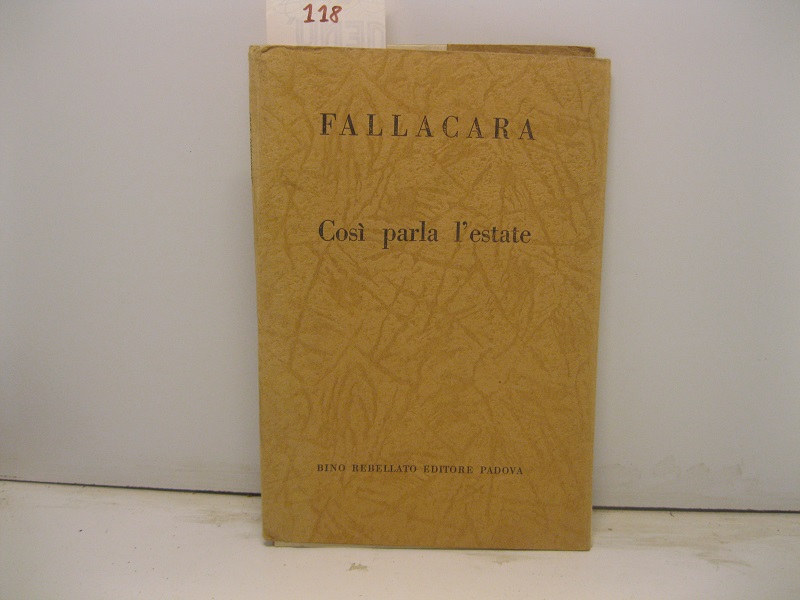 118
FALLACARA
Così parla l'estate
BINO REBELLATO EDITORE PADOVA